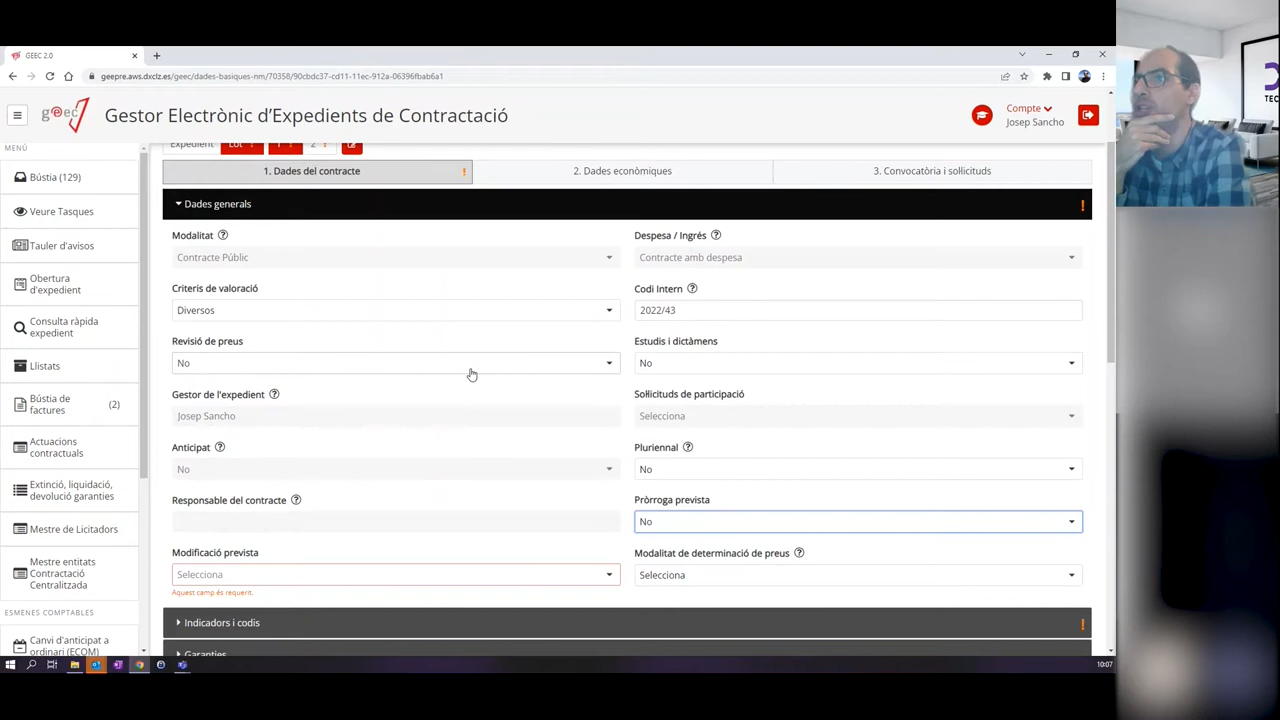 GEEC 2.0
geepre.aws.dxclz.es/geec/dades-basiques-nm/70358/90cbdc37-cd11-11ec-912a-06396fbab6a1
geec
Gestor Electrònic d'Expedients de Contractació
Compte
Josep Sancho
MENÚ
Bústia (129)
Veure Tasques
Tauler d'avisos
Obertura
d'expedient
Consulta ràpida
expedient
Llistats
Bústia de
factures
(2)
Actuacions
contractuals
Extinció, liquidació,
devolució garanties
Mestre de Licitadors
Mestre entitats
Contractació
Centralitzada
ESMENES COMPTABLES
Canvi d'anticipat a
ordinari (ECOM)
Expedient
Lot !
1 !
2 !
1. Dades del contracte !
2. Dades econòmiques
3. Convocatòria i sol·licituds
Dades generals !
Modalitat ?
Contracte Públic
Despesa / Ingrés ?
Contracte amb despesa
Criteris de valoració
Diversos
Codi Intern ?
2022/43
Revisió de preus
No
Estudis i dictàmens
No
Gestor de l'expedient ?
Josep Sancho
Sol·licituds de participació
Selecciona
Anticipat ?
No
Pluriennal ?
No
Responsable del contracte ?
Pròrroga prevista
No
Modificació prevista
Selecciona
Aquest camp és requerit.
Modalitat de determinació de preus ?
Selecciona
Indicadors i codis !
Garanties
10:07